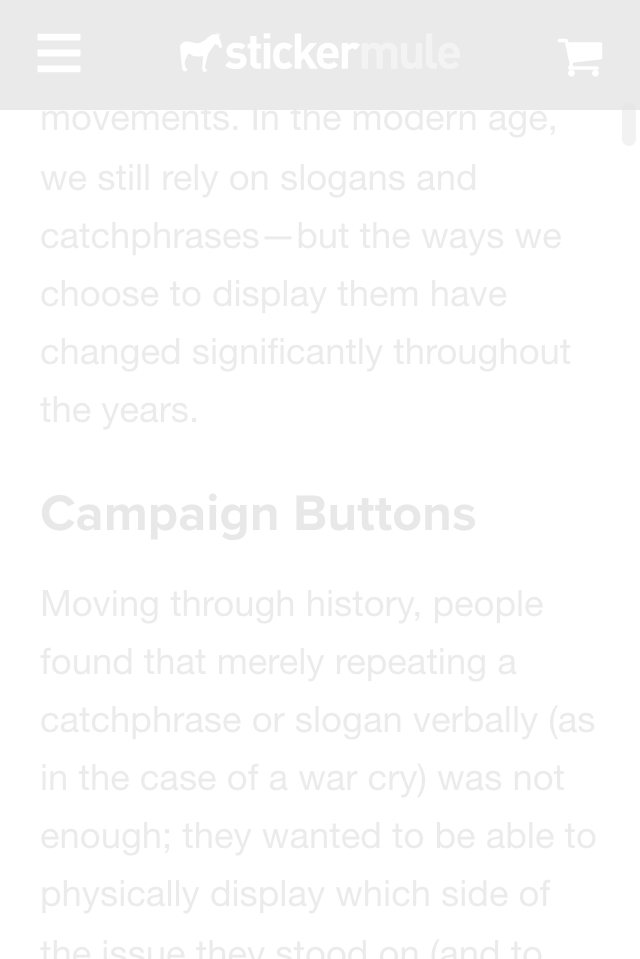 stickermule
movements. In the modern age,
we still rely on slogans and
catchphrases—but the ways we
choose to display them have
changed significantly throughout
the years.
Campaign Buttons
Moving through history, people
found that merely repeating a
catchphrase or slogan verbally (as
in the case of a war cry) was not
enough; they wanted to be able to
physically display which side of
the issue they stood on (and to